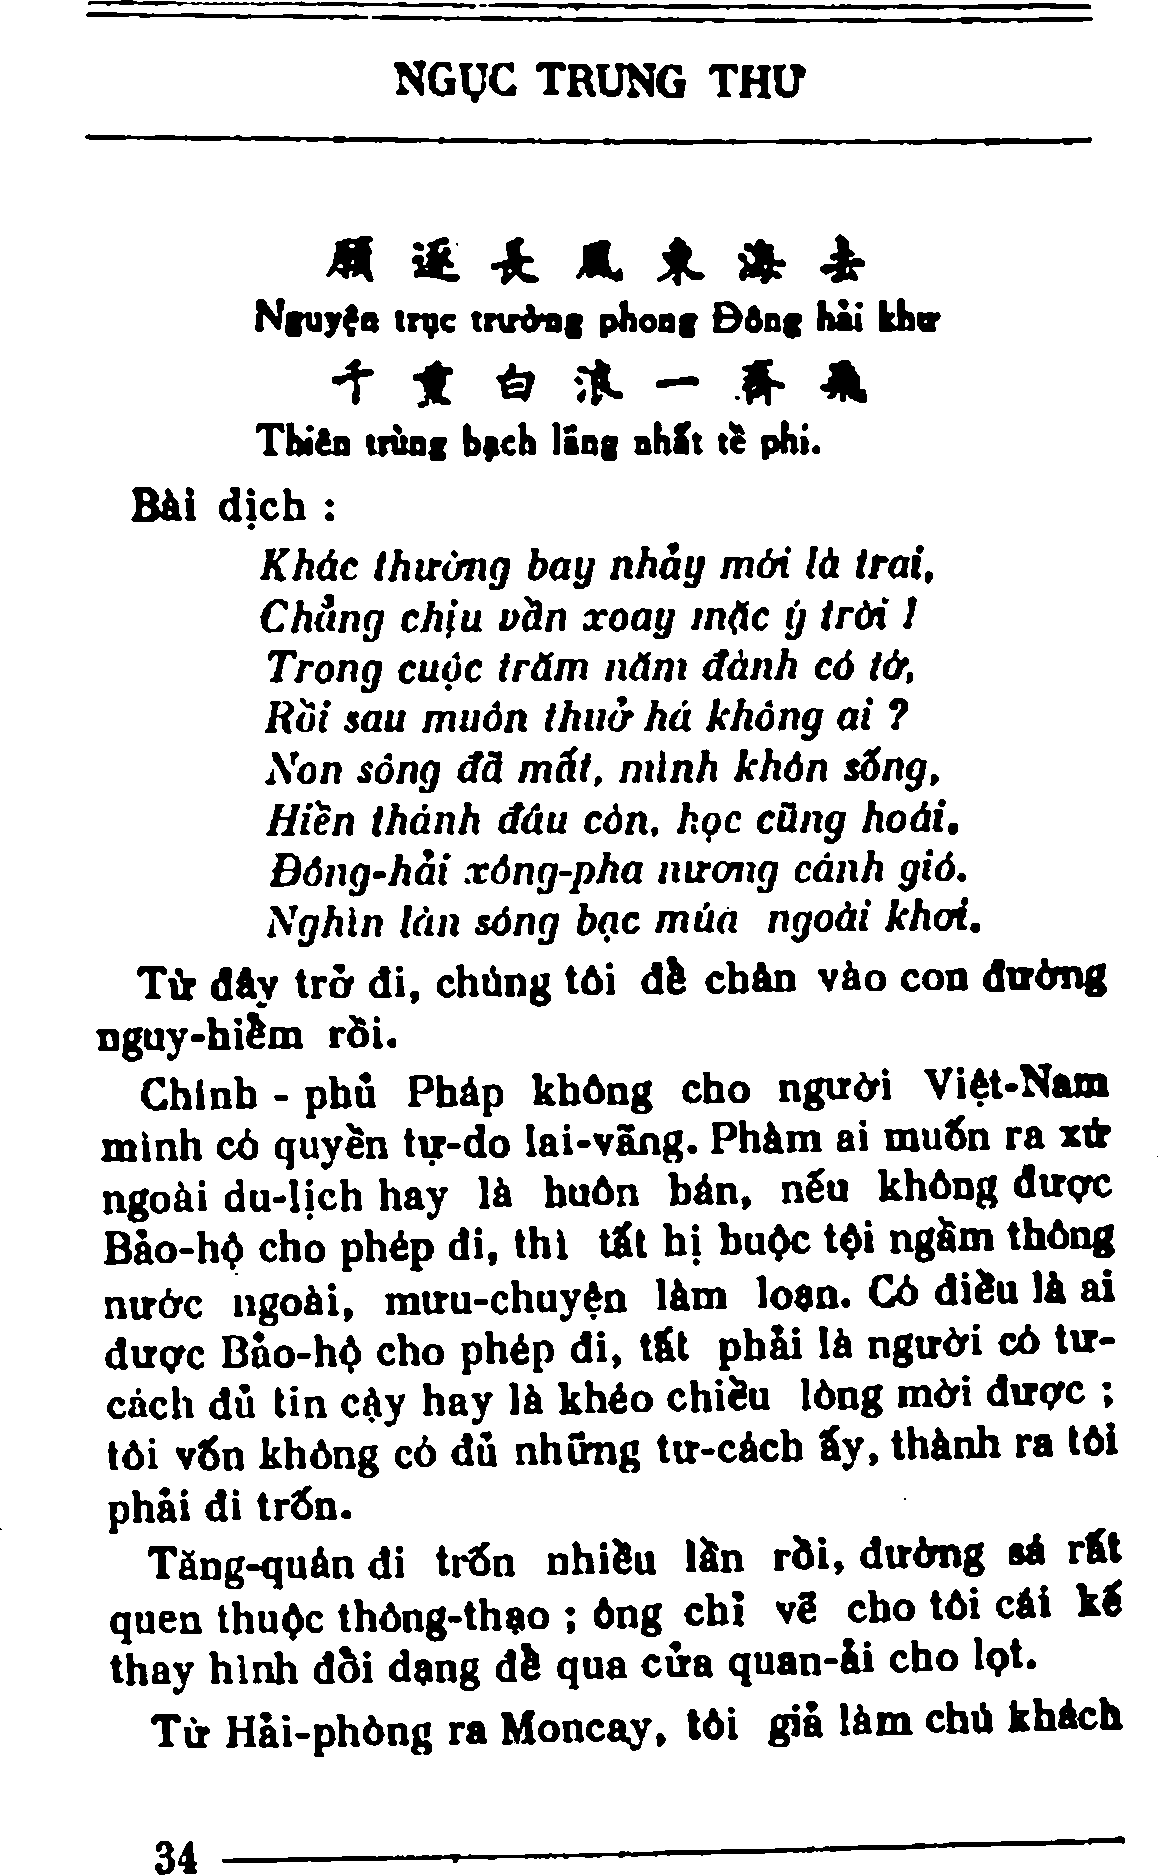 NGỤC TRUNG THƯ
願 逐 長 風 東 海 去
Nguyện trục trường phong Đông hải khứ
千 重 白 浪 一 齊 飛
Thiên trùng bạch lãng nhất tề phi.
Bài dịch :
Khác thường bay nhảy mới là trai,
Chẳng chịu vần xoay mặc ý trời !
Trong cuộc trăm năm đành có tớ,
Rồi sau muôn thuở há không ai ?
Non sông đã mất, mình khôn sống,
Hiền thánh đâu còn, học cũng hoài.
Đông-hải xông-pha nương cánh gió.
Nghìn làn sóng bạc múa ngoài khơi.
Từ đây trở đi, chúng tôi để chân vào con đường
nguy-hiểm rồi.
Chính - phủ Pháp không cho người Việt-Nam
mình có quyền tự-do lai-vãng. Phàm ai muốn ra xứ
ngoài du-lịch hay là buôn bán, nếu không được
Bảo-hộ cho phép đi, thì tất hị buộc tội ngầm thông
nước ngoài, mưu-chuyện làm loạn. Có điều là ai
được Bảo-hộ cho phép đi, tất phải là người có tư-
cách đủ tin cậy hay là khéo chiều lòng mời được ;
tôi vốn không có đủ những tư-cách ấy, thành ra tôi
phải đi trốn.
Tăng-quân đi trốn nhiều lần rồi, đường sá rất
quen thuộc thông-thạo ; ông chỉ vẽ cho tôi cái kế
thay hình đổi dạng để qua cửa quan-ải cho lọt.
Từ Hải-phòng ra Moncay, tôi giả làm chú khách
34